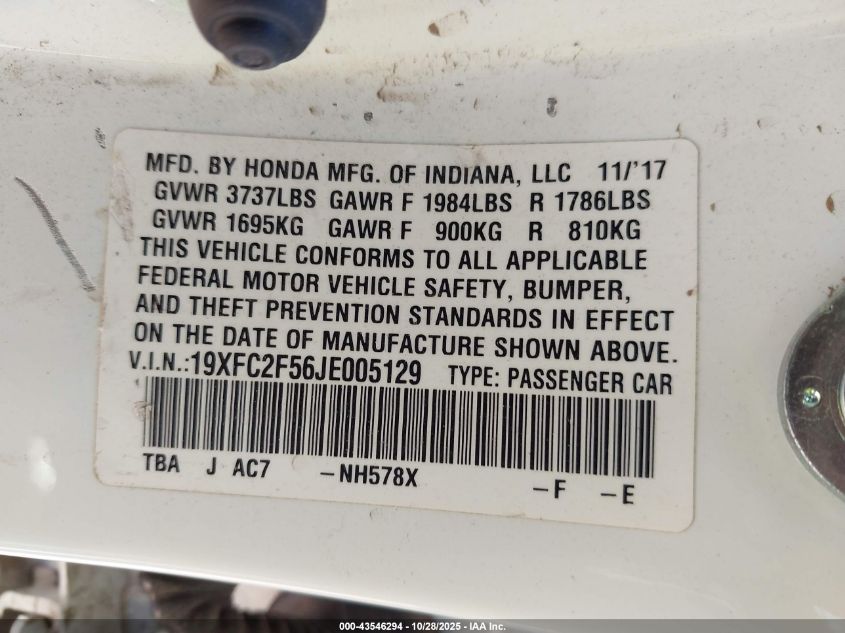 MFD. BY HONDA MFG. OF INDIANA, LLC 11/'17
GVWR 3737LBS GAWR F 1984LBS R 1786LBS
GVWR 1695KG GAWR F 900KG R 810KG
THIS VEHICLE CONFORMS TO ALL APPLICABLE
FEDERAL MOTOR VEHICLE SAFETY, BUMPER,
AND THEFT PREVENTION STANDARDS IN EFFECT
ON THE DATE OF MANUFACTURE SHOWN ABOVE.
V.I.N.:19XFC2F56JE005129 TYPE: PASSENGER CAR
TBA J AC7 –NH578X –F –E
000-43546294 - 10/28/2025 - IAA Inc.